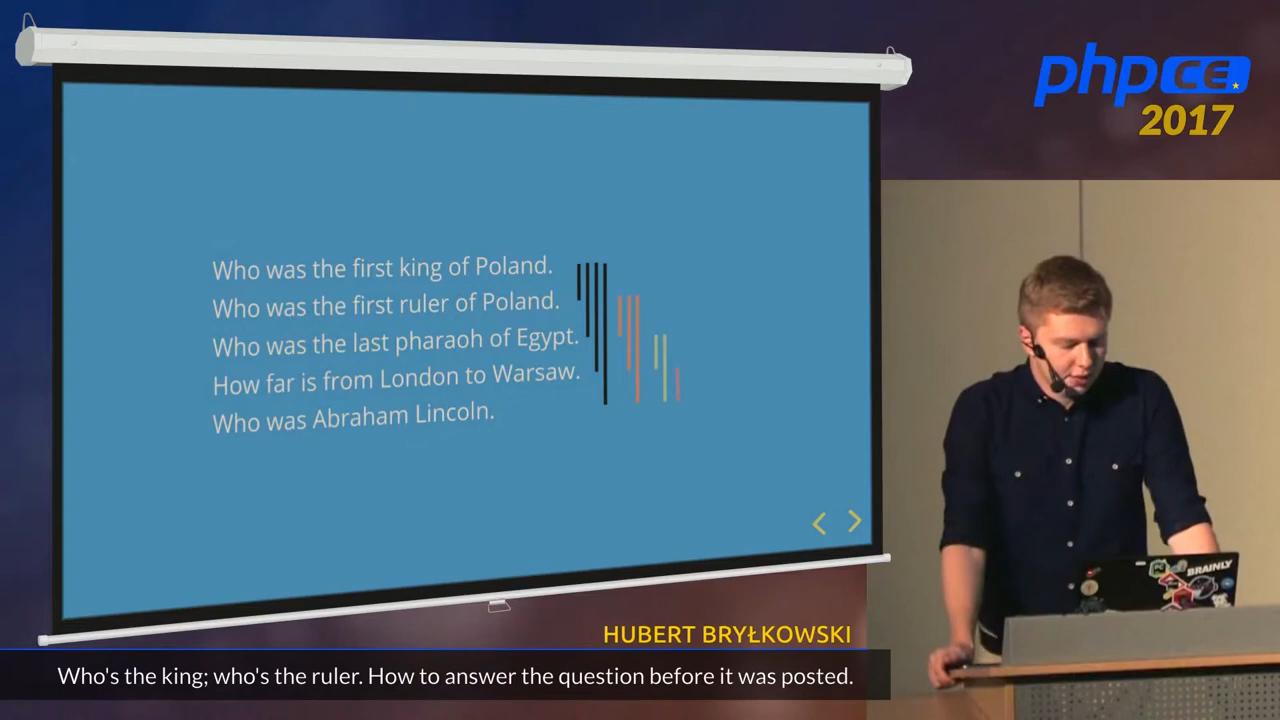 phpCE
2017
Who was the first king of Poland.
Who was the first ruler of Poland.
Who was the last pharaoh of Egypt.
How far is from London to Warsaw.
Who was Abraham Lincoln.
BRAINLY
HUBERT BRYŁKOWSKI
Who's the king; who's the ruler. How to answer the question before it was posted.